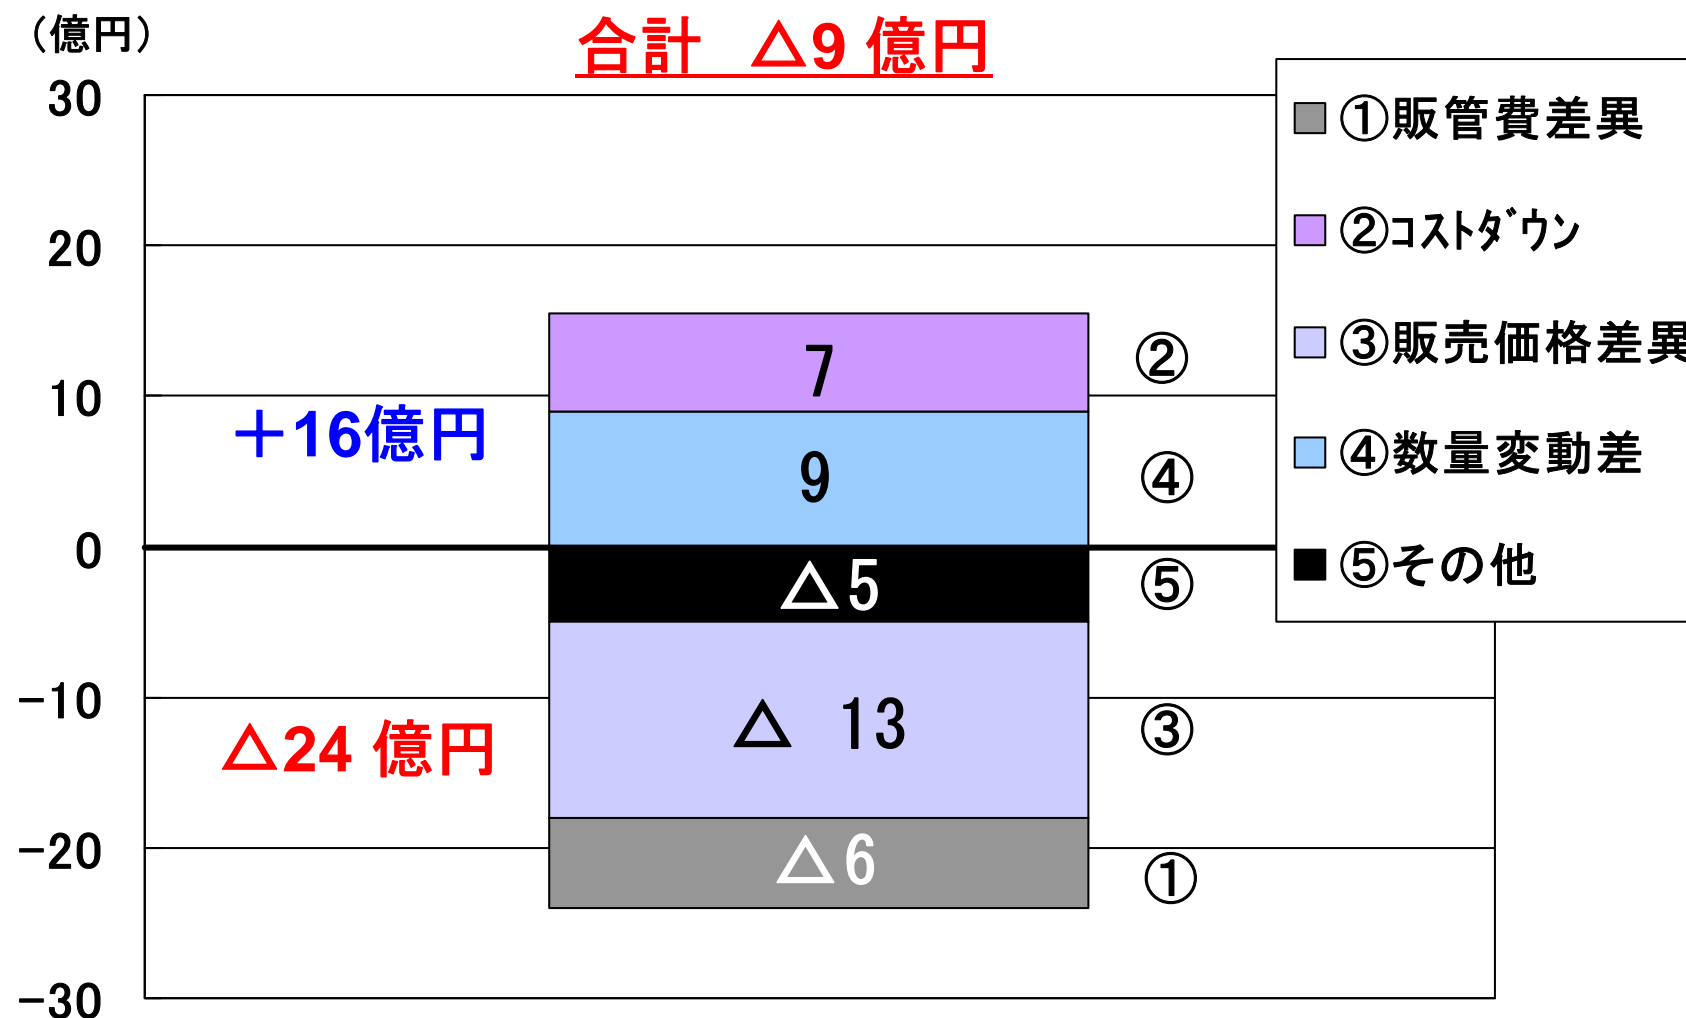 （億円）
合計　△9 億円
30
20
10
0
-10
-20
-30
＋16億円
△24 億円
7
9
△5
△ 13
△6
②
④
⑤
③
①
①販管費差異
②ｺｽﾄﾀﾞｳﾝ
③販売価格差異
④数量変動差
⑤その他